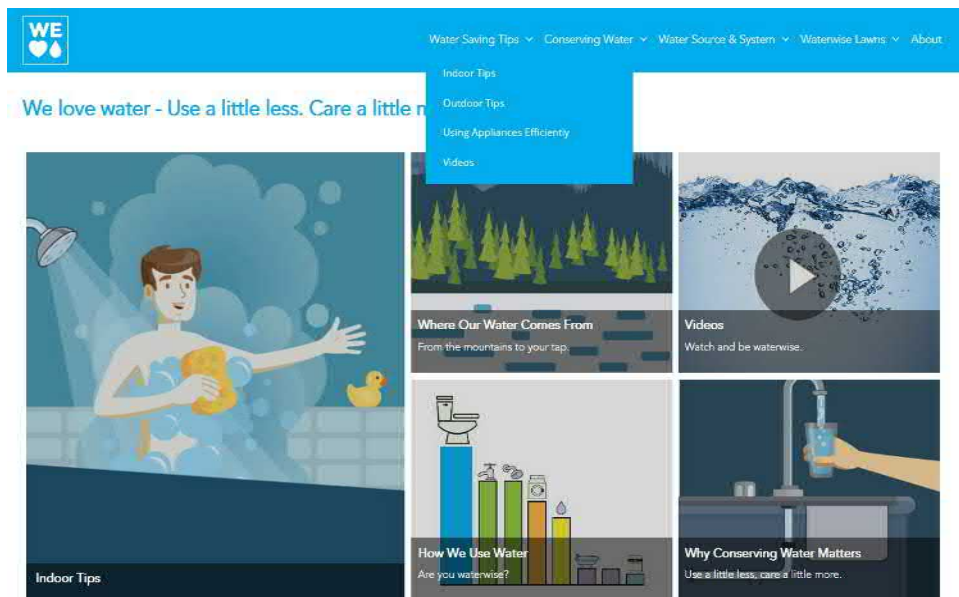 WE
Water Saving Tips Conserving Water Water Source & System Waterwise Lawns About
Indoor Tips
Outdoor Tips
Using Appliances Efficiently
Videos
We love water - Use a little less. Care a little
Where Our Water Comes From
From the mountains to your tap.
Videos
Watch and be waterwise.
How We Use Water
Are you waterwise?
Why Conserving Water Matters
Use a little less, care a little more.
Indoor Tips